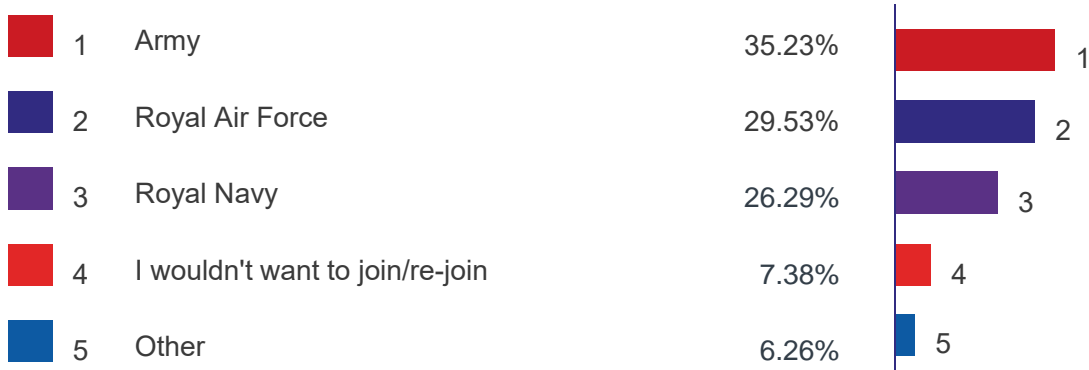 1 Army 35.23% 1
2 Royal Air Force 29.53% 2
3 Royal Navy 26.29% 3
4 I wouldn't want to join/re-join 7.38% 4
5 Other 6.26% 5